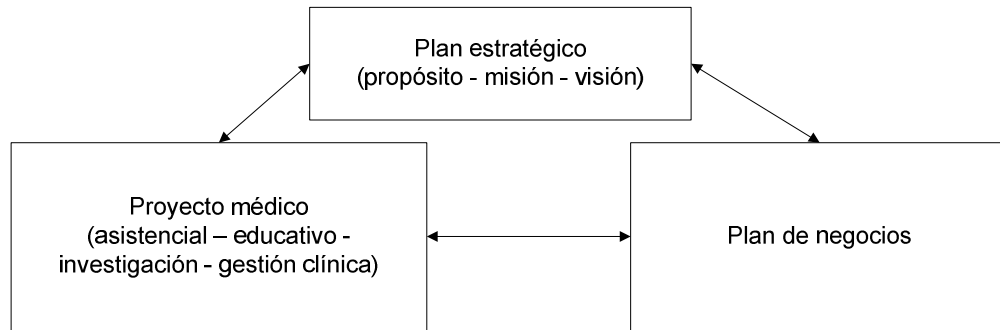 Plan estratégico
(propósito - misión - visión)
Proyecto médico
(asistencial – educativo -
investigación - gestión clínica)
Plan de negocios